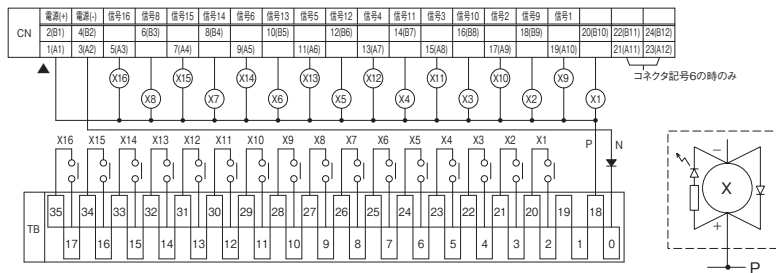 電源(+) 電源(-) 信号16 信号8 信号15 信号14 信号6 信号13 信号5 信号12 信号4 信号11 信号3 信号10 信号2 信号9 信号1
CN 2(B1) 4(B2) 6(B3) 8(B4) 10(B5) 12(B6) 14(B7) 16(B8) 18(B9) 20(B10) 22(B11) 24(B12)
1(A1) 3(A2) 5(A3) 7(A4) 9(A5) 11(A6) 13(A7) 15(A8) 17(A9) 19(A10) 21(A11) 23(A12)
コネクタ記号6の時のみ
X16 X15 X14 X13 X12 X11 X10 X9
X8 X7 X6 X5 X4 X3 X2 X1
X16 X15 X14 X13 X12 X11 X10 X9 X8 X7 X6 X5 X4 X3 X2 X1 P N
TB 35 34 33 32 31 30 29 28 27 26 25 24 23 22 21 20 19 18
17 16 15 14 13 12 11 10 9 8 7 6 5 4 3 2 1 0
−
X
+
P